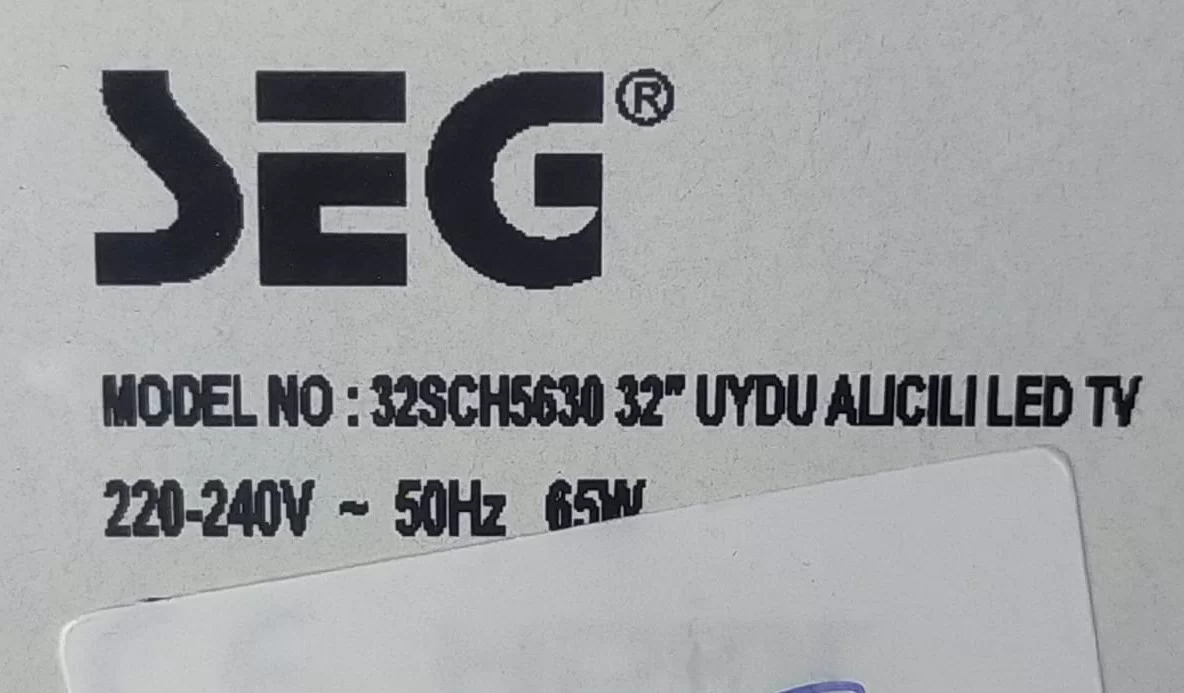 SEG®
MODEL NO : 32SCH5630 32" UYDU ALICILI LED TV
220-240V ~ 50Hz 65W